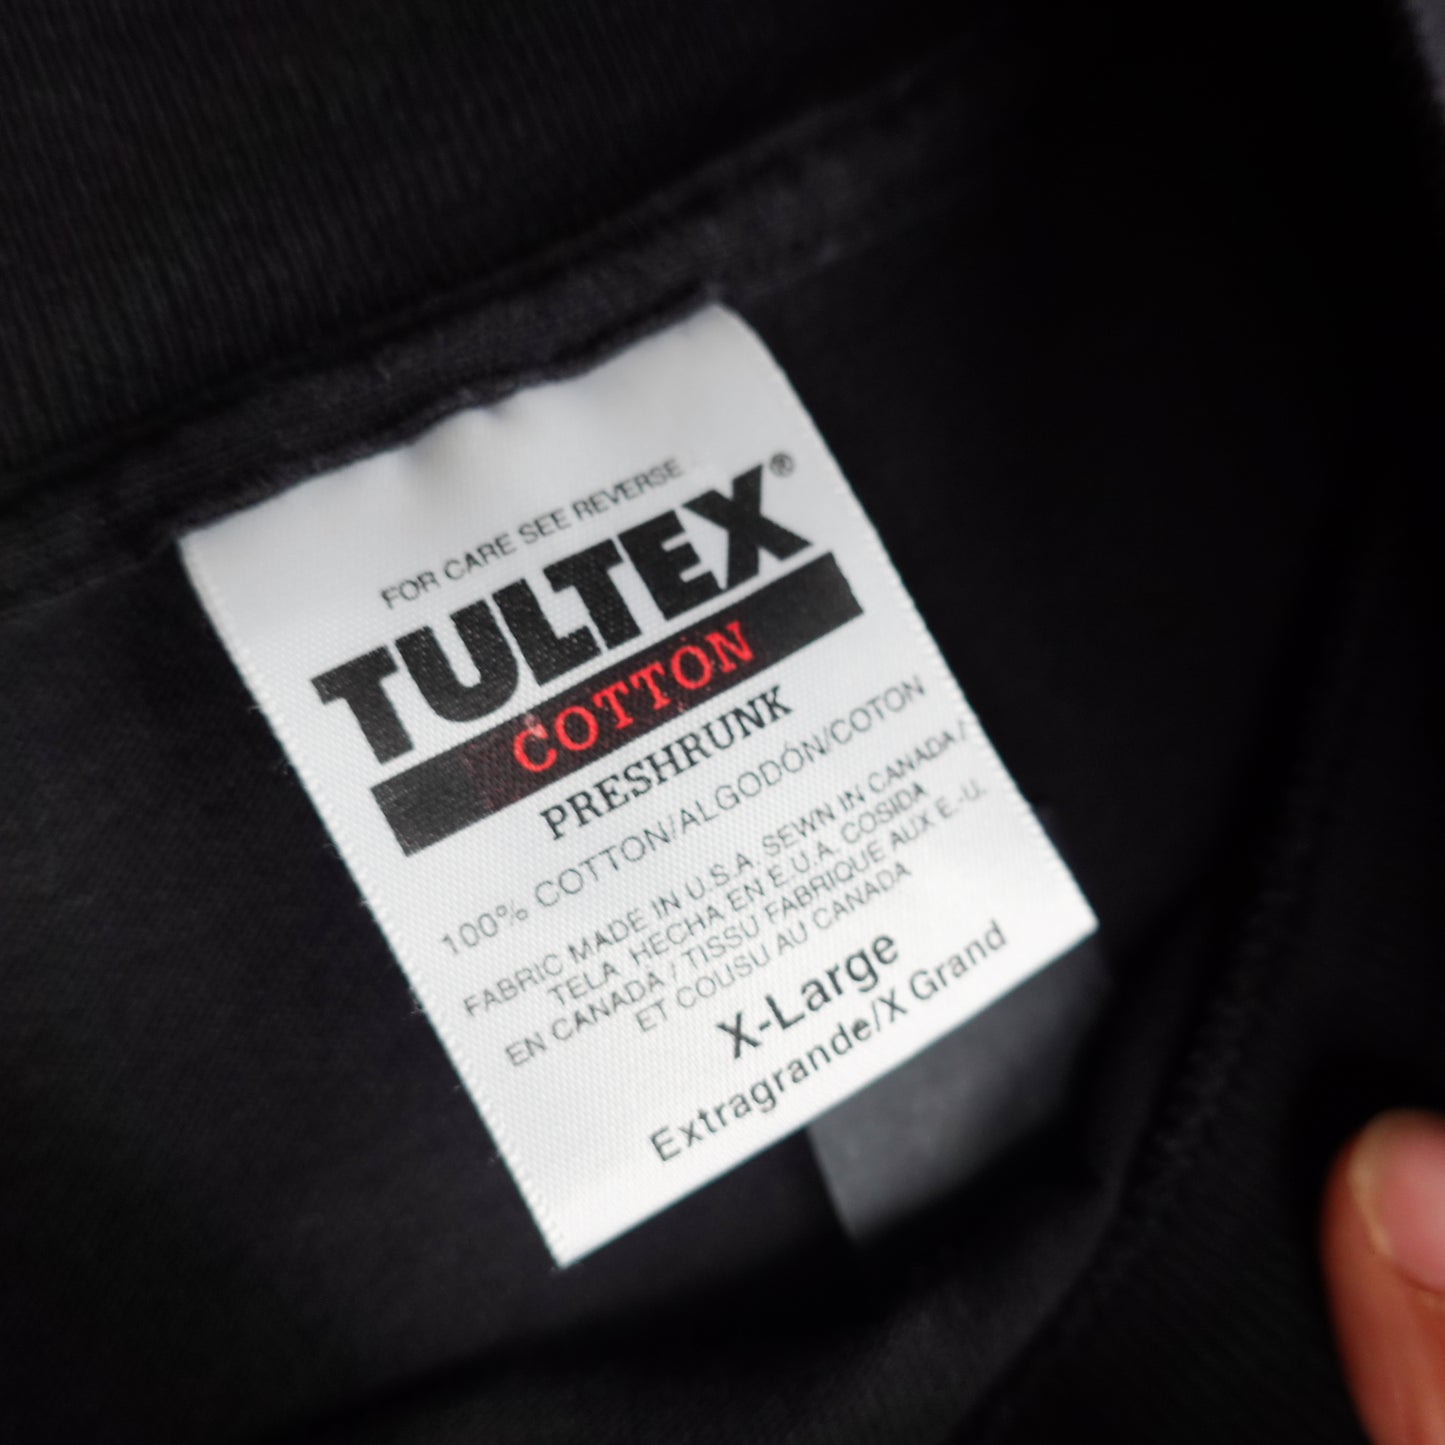 FOR CARE SEE REVERSE
TULTEX®
COTTON
PRESHRUNK
100% COTTON/ALGODÓN/COTON
FABRIC MADE IN U.S.A. SEWN IN CANADA/
TELA HECHA EN E.U.A. COSIDA
EN CANADA / TISSU FABRIQUE AUX E.-U.
ET COUSU AU CANADA
X-Large
Extragrande/X Grand